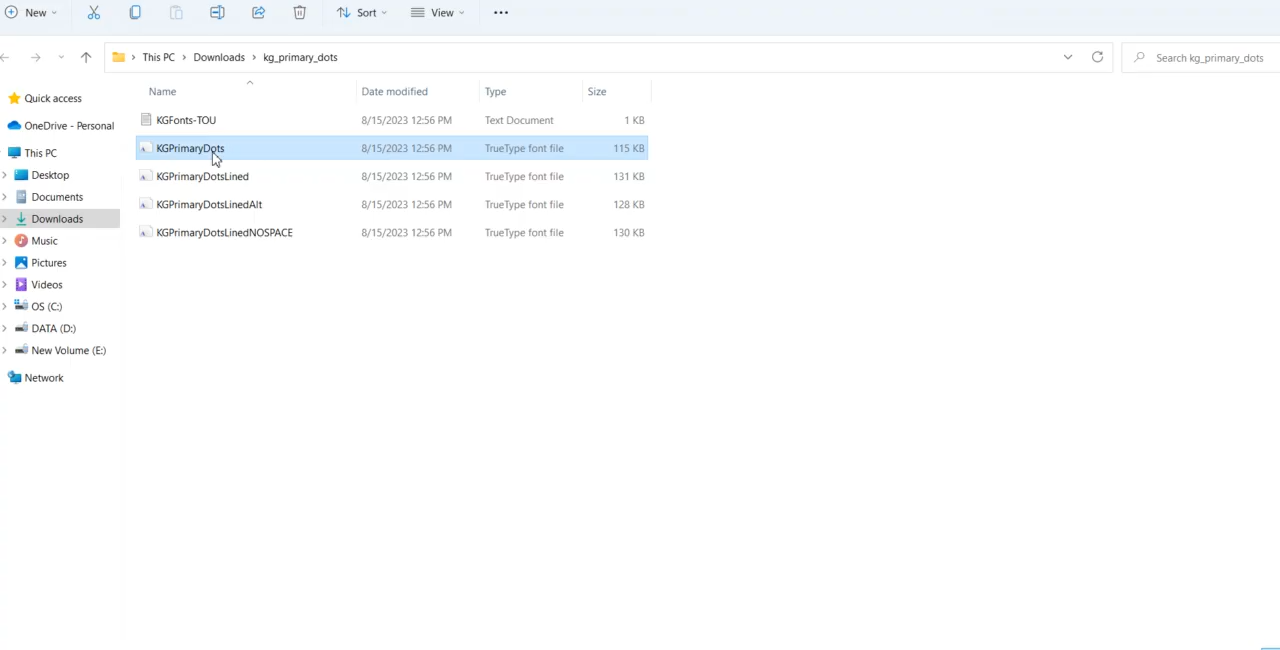 New Sort View
This PC Downloads kg_primary_dots Search kg_primary_dots
Name Date modified Type Size
Quick access
OneDrive - Personal
This PC
Desktop
Documents
Downloads
Music
Pictures
Videos
OS (C:)
DATA (D:)
New Volume (E:)
Network
KGFonts-TOU 8/15/2023 12:56 PM Text Document 1 KB
KGPrimaryDots 8/15/2023 12:56 PM TrueType font file 115 KB
KGPrimaryDotsLined 8/15/2023 12:56 PM TrueType font file 131 KB
KGPrimaryDotsLinedAlt 8/15/2023 12:56 PM TrueType font file 128 KB
KGPrimaryDotsLinedNOSPACE 8/15/2023 12:56 PM TrueType font file 130 KB